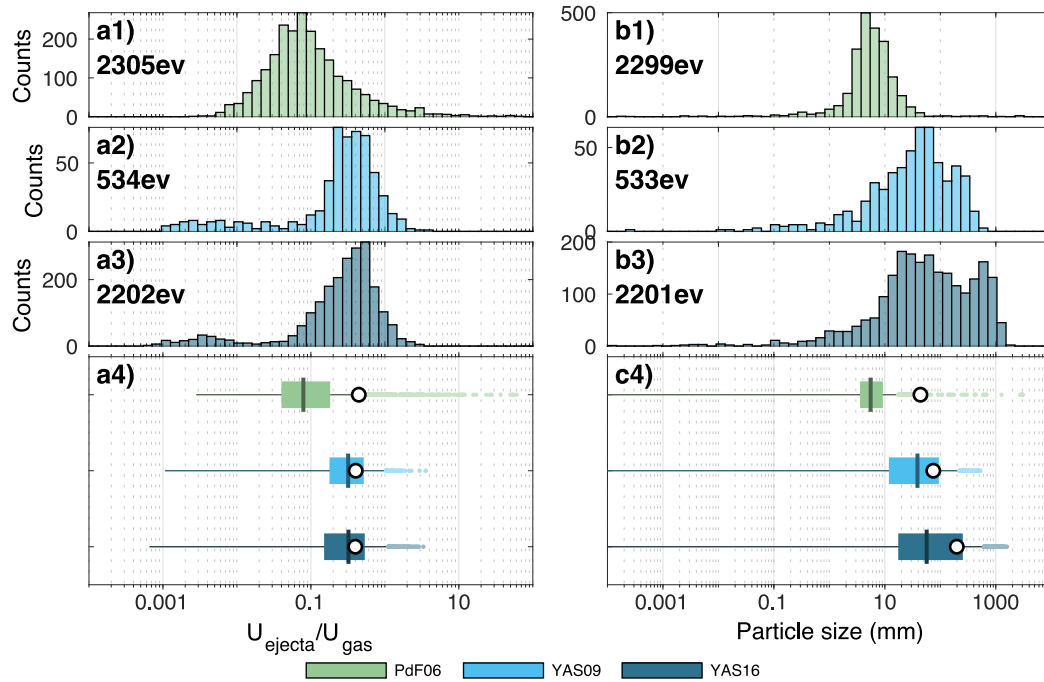 a1)
2305ev
Counts
200
100
0
b1)
2299ev
500
0
a2)
534ev
Counts
50
0
b2)
533ev
50
0
a3)
2202ev
Counts
200
0
b3)
2201ev
200
100
0
a4)
c4)
0.001 0.1 10
0.001 0.1 10 1000
U_ejecta/U_gas
Particle size (mm)
PdF06 YAS09 YAS16